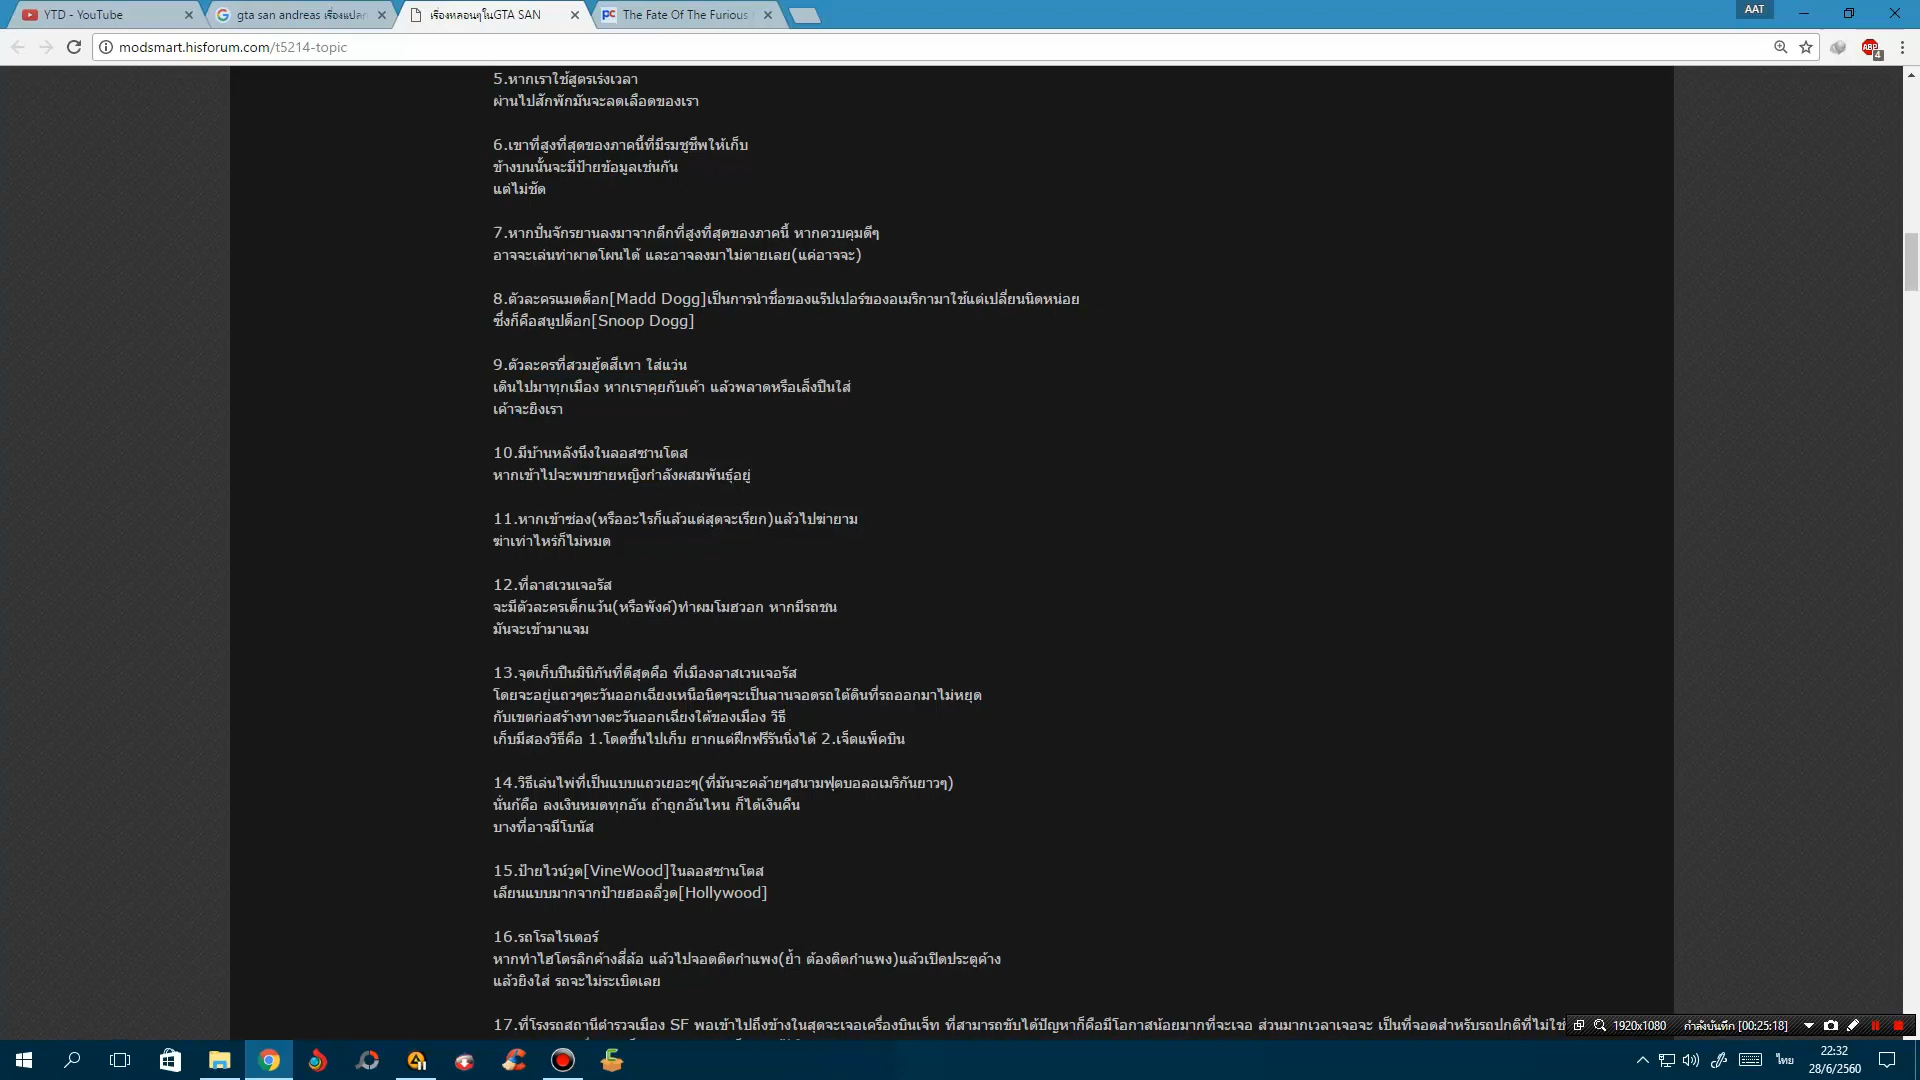 YTD - YouTube
gta san andreas เรื่องแปลก
เรื่องหลอนๆในGTA SAN
The Fate Of The Furious
AAT
modsmart.hisforum.com/t5214-topic
5.หากเราใช้สูตรเร่งเวลา
ผ่านไปสักพักมันจะลดเลือดของเรา
6.เขาที่สูงที่สุดของภาคนี้ที่มีรมชูชีพให้เก็บ
ข้างบนนั้นจะมีป้ายข้อมูลเช่นกัน
แต่ไม่ชัด
7.หากปั่นจักรยานลงมาจากตึกที่สูงที่สุดของภาคนี้ หากควบคุมดีๆ
อาจจะเล่นท่าผาดโผนได้ และอาจลงมาไม่ตายเลย(แค่อาจจะ)
8.ตัวละครแมดด็อก[Madd Dogg]เป็นการนำชื่อของแร๊ปเปอร์ของอเมริกามาใช้แต่เปลี่ยนนิดหน่อย
ซึ่งก็คือสนูปด็อก[Snoop Dogg]
9.ตัวละครที่สวมฮู้ดสีเทา ใส่แว่น
เดินไปมาทุกเมือง หากเราคุยกับเค้า แล้วพลาดหรือเล็งปืนใส่
เค้าจะยิงเรา
10.มีบ้านหลังนึงในลอสซานโตส
หากเข้าไปจะพบชายหญิงกำลังผสมพันธุ์อยู่
11.หากเข้าซ่อง(หรืออะไรก็แล้วแต่สุดจะเรียก)แล้วไปฆ่ายาม
ฆ่าเท่าไหร่ก็ไม่หมด
12.ที่ลาสเวนเจอรัส
จะมีตัวละครเด็กแว้น(หรือพังค์)ทำผมโมฮวอก หากมีรถชน
มันจะเข้ามาแจม
13.จุดเก็บปืนมินิกันที่ดีสุดคือ ที่เมืองลาสเวนเจอรัส
โดยจะอยู่แถวๆตะวันออกเฉียงเหนือนิดๆจะเป็นลานจอดรถใต้ดินที่รถออกมาไม่หยุด
กับเขตก่อสร้างทางตะวันออกเฉียงใต้ของเมือง วิธี
เก็บมีสองวิธีคือ 1.โดดขึ้นไปเก็บ ยากแต่ฝึกฟรีรันนิ่งได้ 2.เจ็ตแพ็คบิน
14.วิธีเล่นไพ่ที่เป็นแบบแถวเยอะๆ(ที่มันจะคล้ายๆสนามฟุตบอลอเมริกันยาวๆ)
นั่นก้คือ ลงเงินหมดทุกอัน ถ้าถูกอันไหน ก็ได้เงินคืน
บางที่อาจมีโบนัส
15.ป้ายไวน์วูด[VineWood]ในลอสซานโตส
เลียนแบบมากจากป้ายฮอลลี่วูด[Hollywood]
16.รถโรลไรเดอร์
หากทำไฮโดรลิกค้างสี่ล้อ แล้วไปจอดติดกำแพง(ย้ำ ต้องติดกำแพง)แล้วเปิดประตูค้าง
แล้วยิงใส่ รถจะไม่ระเบิดเลย
17.ที่โรงรถสถานีตำรวจเมือง SF พอเข้าไปถึงข้างในสุดจะเจอเครื่องบินเจ็ท ที่สามารถขับได้ปัญหาก็คือมีโอกาสน้อยมากที่จะเจอ ส่วนมากเวลาเจอจะ เป็นที่จอดสำหรับรถปกติที่ไม่ใช่
1920x1080
กำลังบันทึก [00:25:18]
ไทย
22:32
28/6/2560